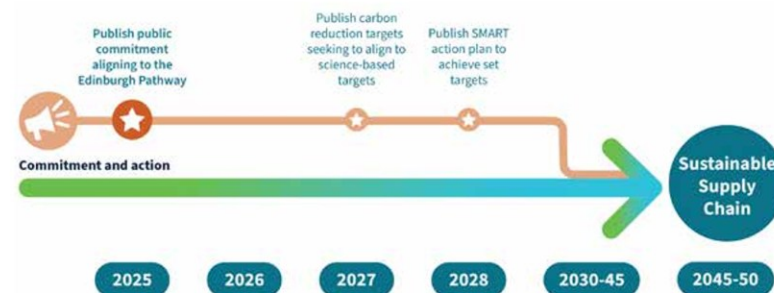 Publish public
commitment
aligning to the
Edinburgh Pathway
Publish carbon
reduction targets
seeking to align to
science-based
targets
Publish SMART
action plan to
achieve set
targets
Commitment and action
Sustainable
Supply
Chain
2025
2026
2027
2028
2030-45
2045-50